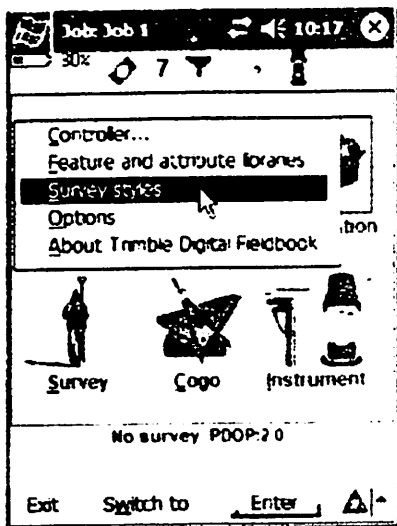 Job: Job 1 10:17
30% 7
Controller...
Feature and attribute libraries
Survey styles
Options
About Trimble Digital Fieldbook
Survey Cogo Instrument
No survey PDOP:2.0
Exit Switch to Enter